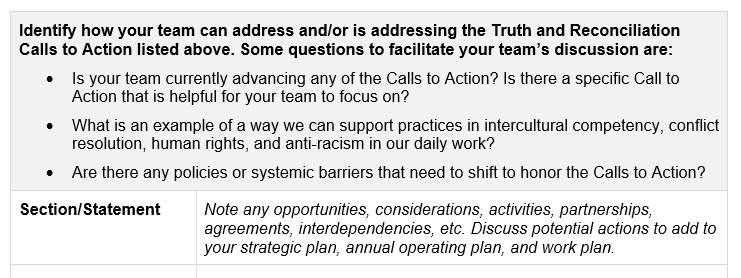 Identify how your team can address and/or is addressing the Truth and Reconciliation
Calls to Action listed above. Some questions to facilitate your team's discussion are:
• Is your team currently advancing any of the Calls to Action? Is there a specific Call to
Action that is helpful for your team to focus on?
• What is an example of a way we can support practices in intercultural competency, conflict
resolution, human rights, and anti-racism in our daily work?
• Are there any policies or systemic barriers that need to shift to honor the Calls to Action?
Section/Statement
Note any opportunities, considerations, activities, partnerships,
agreements, interdependencies, etc. Discuss potential actions to add to
your strategic plan, annual operating plan, and work plan.